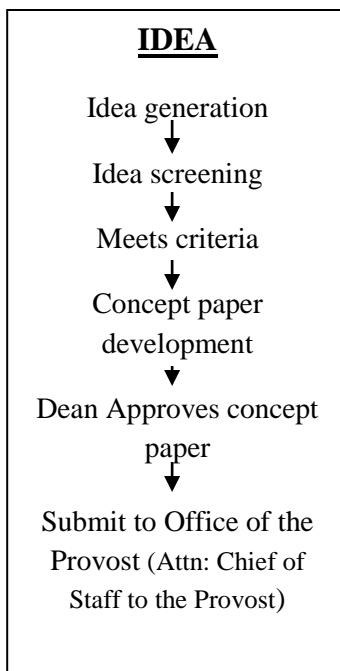 IDEA
Idea generation
Idea screening
Meets criteria
Concept paper
development
Dean Approves concept
paper
Submit to Office of the
Provost (Attn: Chief of
Staff to the Provost)